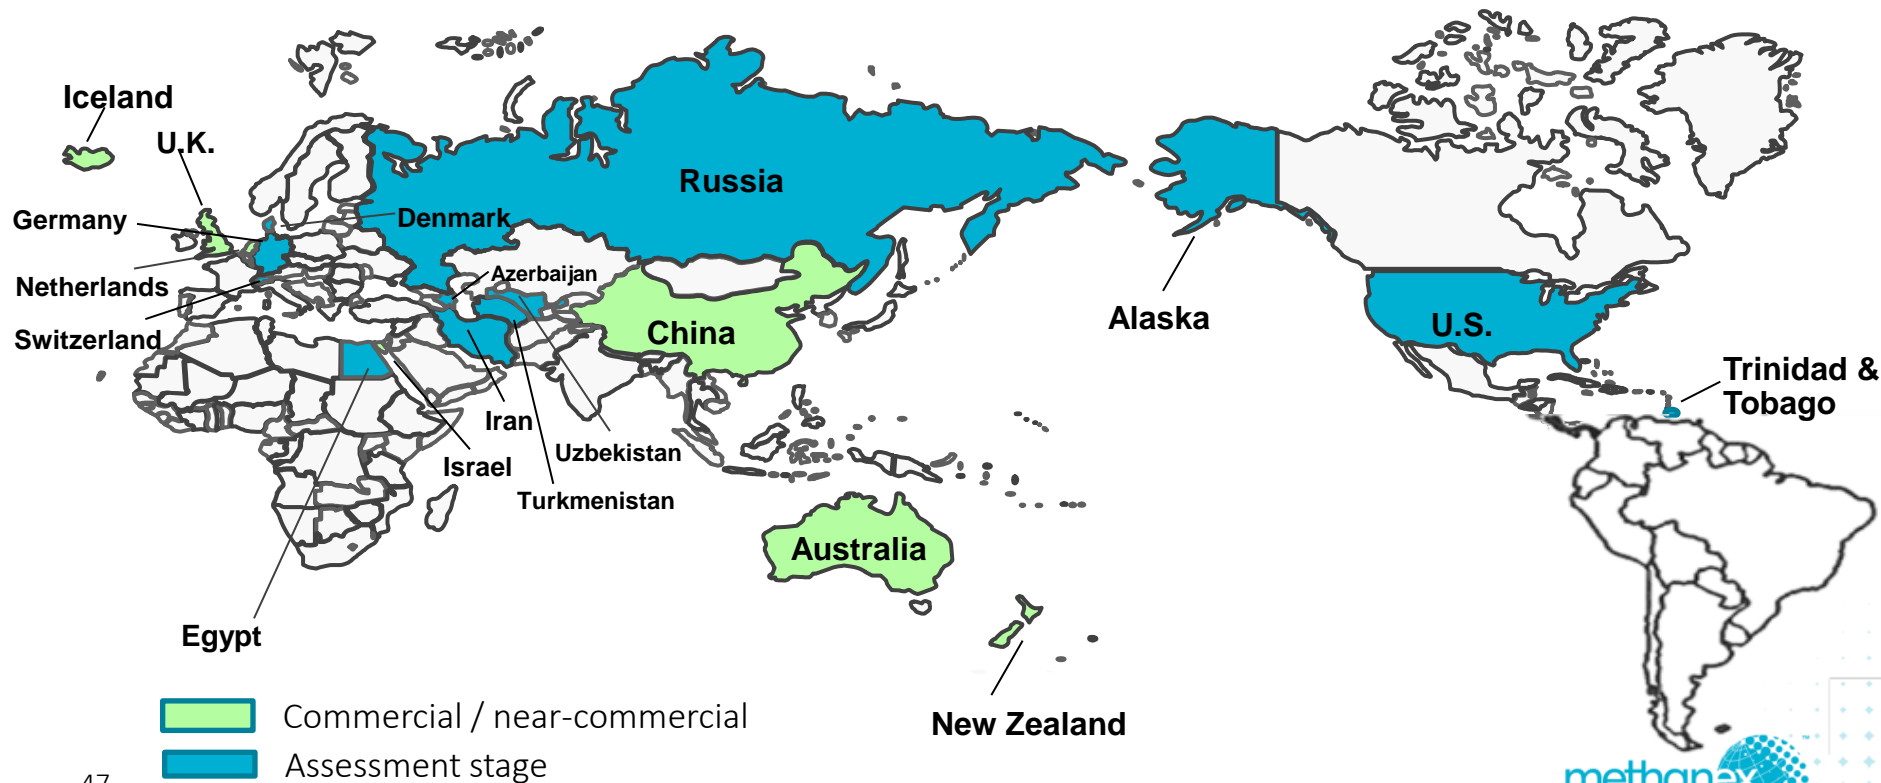 Iceland
U.K.
Germany
Denmark
Russia
Netherlands
Azerbaijan
Switzerland
China
Alaska
U.S.
Trinidad &
Tobago
Iran
Israel
Uzbekistan
Turkmenistan
Australia
Egypt
New Zealand
Commercial / near-commercial
Assessment stage
47
methanex